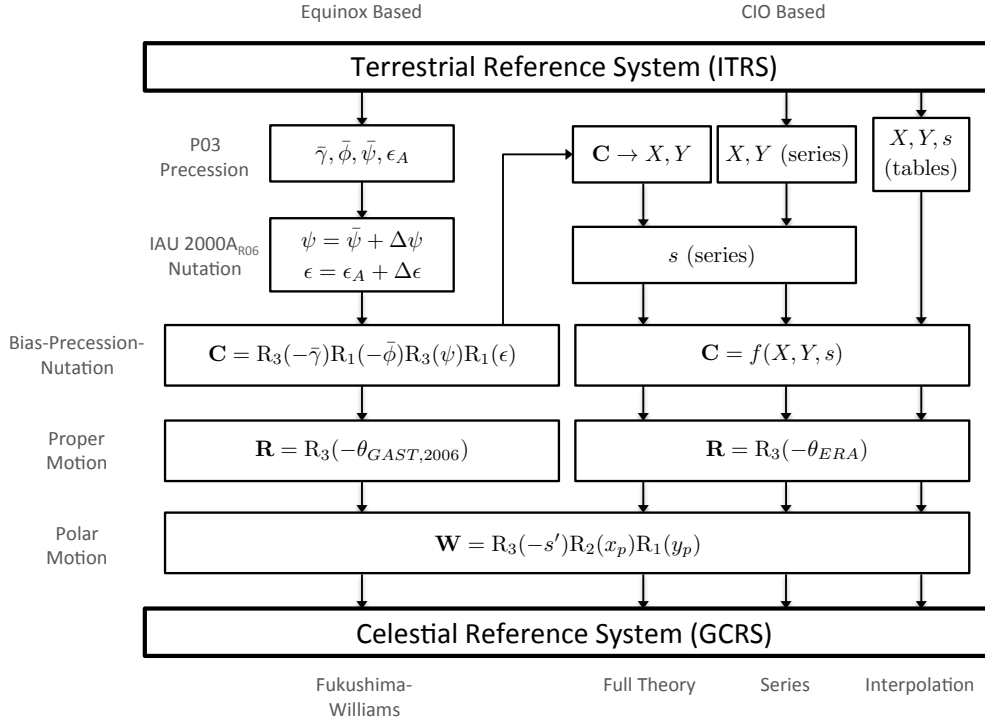 Equinox Based
CIO Based
Terrestrial Reference System (ITRS)
P03
Precession
γ̄, ϕ̄, ψ̄, ϵ_A
C → X, Y
X, Y (series)
X, Y, s
(tables)
IAU 2000A_R06
Nutation
ψ = ψ̄ + Δψ
ϵ = ϵ_A + Δϵ
s (series)
Bias-Precession-
Nutation
C = R₃(−γ̄)R₁(−ϕ̄)R₃(ψ)R₁(ϵ)
C = f(X, Y, s)
Proper
Motion
R = R₃(−θ_GAST,2006)
R = R₃(−θ_ERA)
Polar
Motion
W = R₃(−s′)R₂(x_p)R₁(y_p)
Celestial Reference System (GCRS)
Fukushima-
Williams
Full Theory
Series
Interpolation